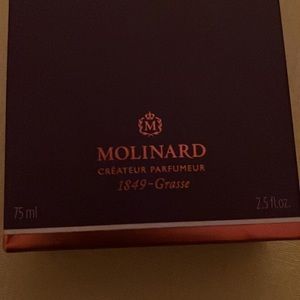 M
MOLINARD
CRÉATEUR PARFUMEUR
1849-Grasse
75 ml 2.5 fl.oz.